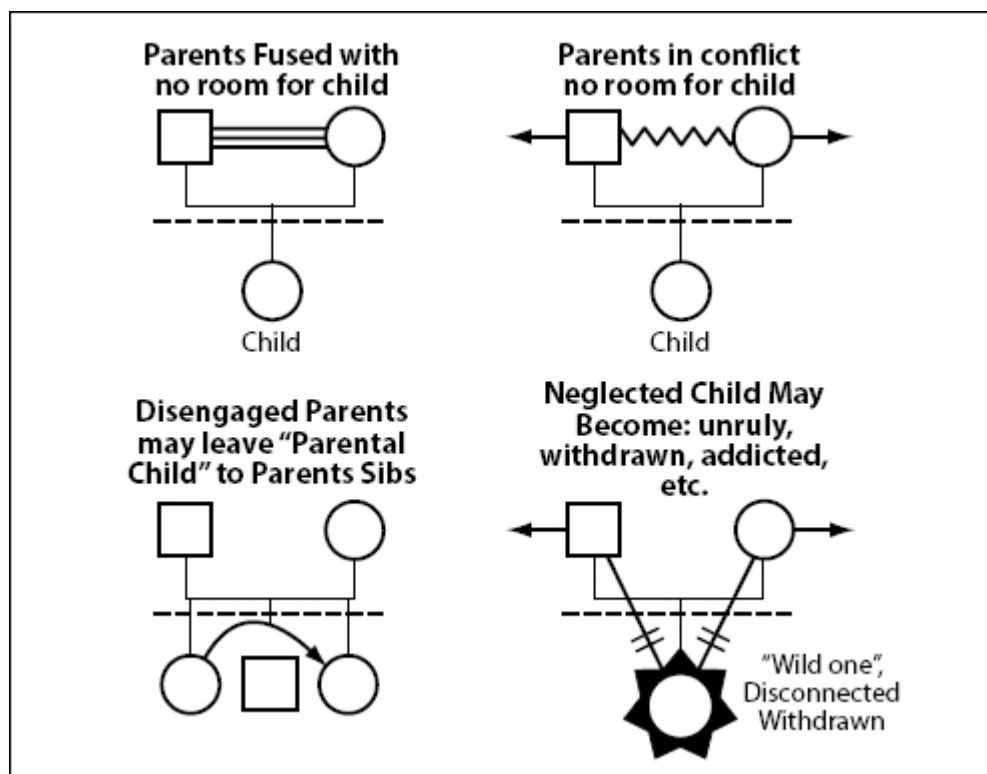 Parents Fused with
no room for child
Parents in conflict
no room for child
Child
Child
Disengaged Parents
may leave “Parental
Child” to Parents Sibs
Neglected Child May
Become: unruly,
withdrawn, addicted,
etc.
“Wild one”,
Disconnected
Withdrawn